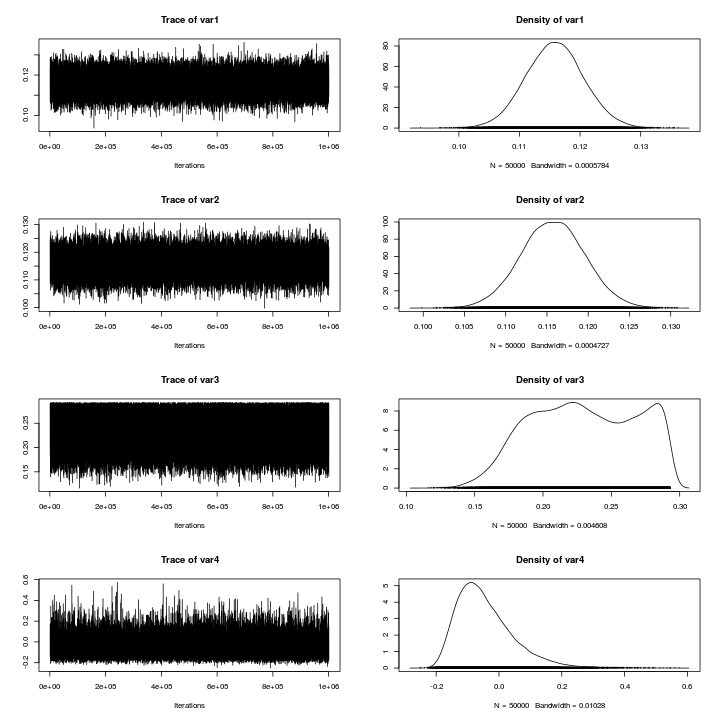 Trace of var1
Density of var1
0.10 0.12
0e+00 2e+05 4e+05 6e+05 8e+05 1e+06
Iterations
0 20 40 60 80
0.10 0.11 0.12 0.13
N = 50000 Bandwidth = 0.0005784
Trace of var2
Density of var2
0.100 0.110 0.120 0.130
0e+00 2e+05 4e+05 6e+05 8e+05 1e+06
Iterations
0 20 40 60 80 100
0.100 0.105 0.110 0.115 0.120 0.125 0.130
N = 50000 Bandwidth = 0.0004727
Trace of var3
Density of var3
0.15 0.20 0.25
0e+00 2e+05 4e+05 6e+05 8e+05 1e+06
Iterations
0 2 4 6 8
0.10 0.15 0.20 0.25 0.30
N = 50000 Bandwidth = 0.004608
Trace of var4
Density of var4
-0.2 0.0 0.2 0.4 0.6
0e+00 2e+05 4e+05 6e+05 8e+05 1e+06
Iterations
0 1 2 3 4 5
-0.2 0.0 0.2 0.4 0.6
N = 50000 Bandwidth = 0.01028